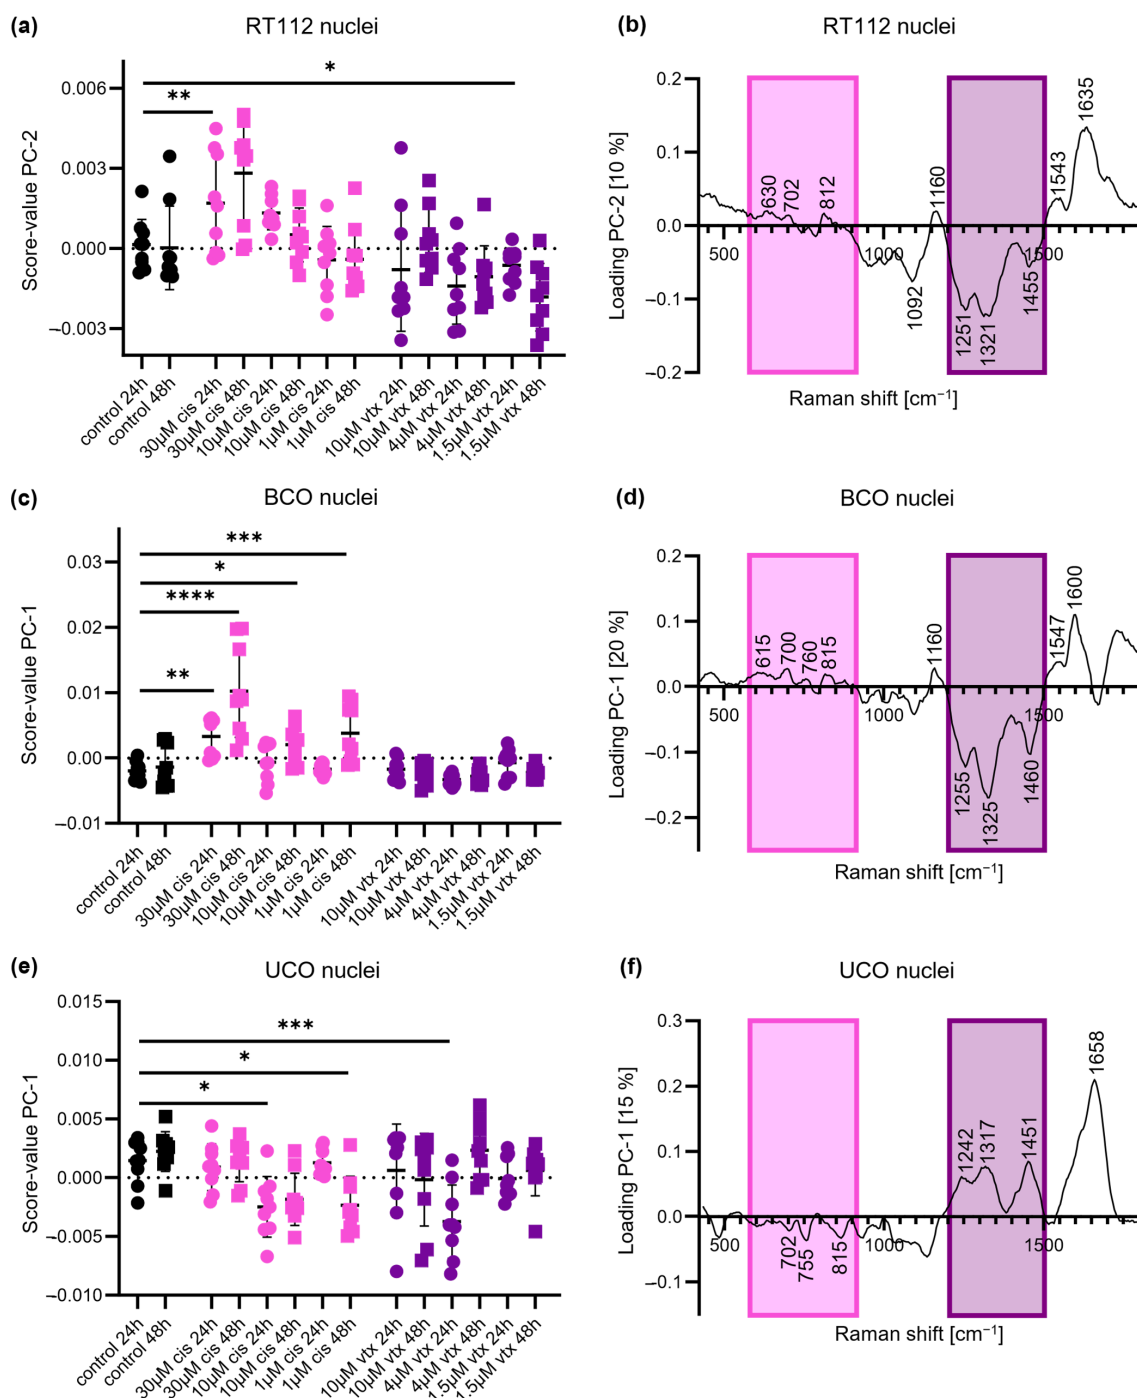 (a)
RT112 nuclei
Score-value PC-2
0.006
0.003
0.000
–0.003
*
**
control 24h
control 48h
30µM cis 24h
30µM cis 48h
10µM cis 24h
10µM cis 48h
1µM cis 24h
1µM cis 48h
10µM vtx 24h
10µM vtx 48h
4µM vtx 24h
4µM vtx 48h
1.5µM vtx 24h
1.5µM vtx 48h
(b)
RT112 nuclei
Loading PC-2 [10 %]
0.2
0.1
0.0
–0.1
–0.2
500
1000
1500
630
702
812
1092
1160
1251
1321
1455
1543
1635
Raman shift [cm⁻¹]
(c)
BCO nuclei
Score-value PC-1
0.03
0.02
0.01
0.00
–0.01
***
*
****
**
control 24h
control 48h
30µM cis 24h
30µM cis 48h
10µM cis 24h
10µM cis 48h
1µM cis 24h
1µM cis 48h
10µM vtx 24h
10µM vtx 48h
4µM vtx 24h
4µM vtx 48h
1.5µM vtx 24h
1.5µM vtx 48h
(d)
BCO nuclei
Loading PC-1 [20 %]
0.2
0.1
0.0
–0.1
–0.2
500
1000
1500
615
700
760
815
1160
1255
1325
1460
1547
1600
Raman shift [cm⁻¹]
(e)
UCO nuclei
Score-value PC-1
0.015
0.010
0.005
0.000
–0.005
–0.010
***
*
*
control 24h
control 48h
30µM cis 24h
30µM cis 48h
10µM cis 24h
10µM cis 48h
1µM cis 24h
1µM cis 48h
10µM vtx 24h
10µM vtx 48h
4µM vtx 24h
4µM vtx 48h
1.5µM vtx 24h
1.5µM vtx 48h
(f)
UCO nuclei
Loading PC-1 [15 %]
0.3
0.2
0.1
0.0
–0.1
500
1000
1500
702
755
815
1242
1317
1451
1658
Raman shift [cm⁻¹]